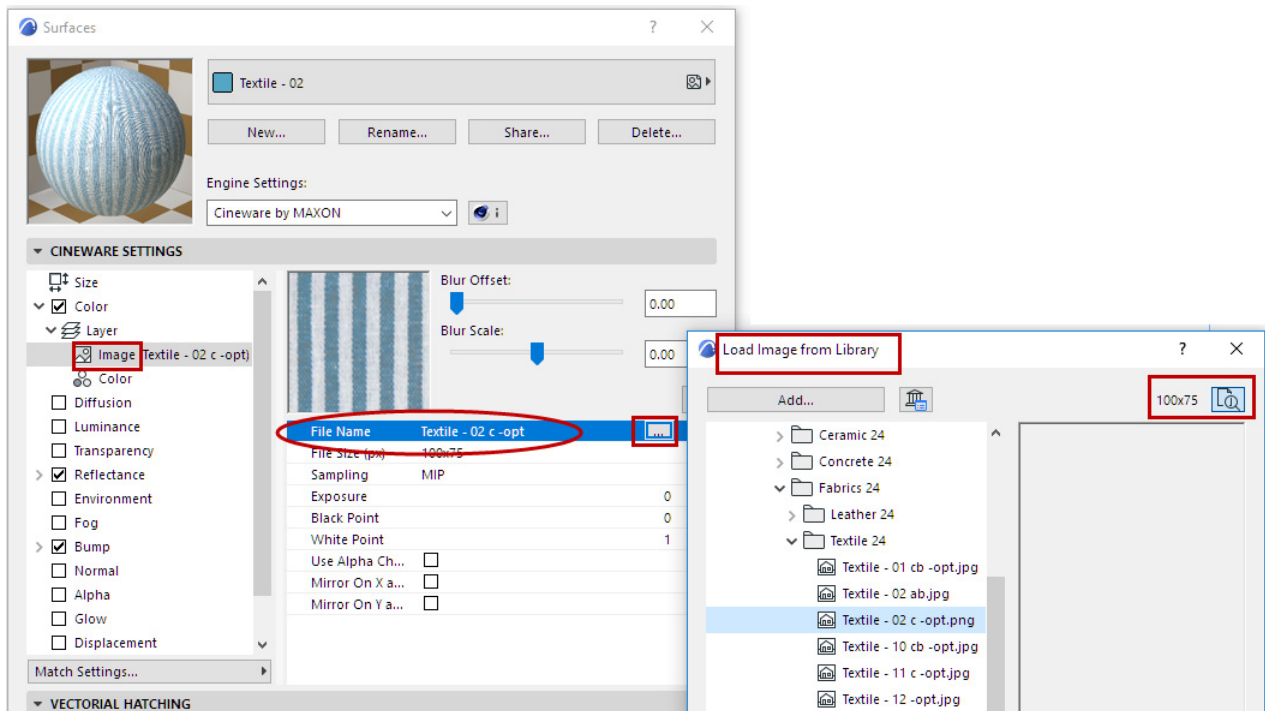 Surfaces
?
Textile - 02
New...
Rename...
Share...
Delete...
Engine Settings:
Cineware by MAXON
i
CINEWARE SETTINGS
Size
Color
Layer
Image (Textile - 02 c -opt)
Color
Diffusion
Luminance
Transparency
Reflectance
Environment
Fog
Bump
Normal
Alpha
Glow
Displacement
Match Settings...
VECTORIAL HATCHING
Blur Offset:
0.00
Blur Scale:
0.00
File Name Textile - 02 c -opt ...
File Size (px) 100x75
Sampling MIP
Exposure 0
Black Point 0
White Point 1
Use Alpha Ch...
Mirror On X a...
Mirror On Y a...
Load Image from Library
?
Add...
100x75
Ceramic 24
Concrete 24
Fabrics 24
Leather 24
Textile 24
Textile - 01 cb -opt.jpg
Textile - 02 ab.jpg
Textile - 02 c -opt.png
Textile - 10 cb -opt.jpg
Textile - 11 c -opt.jpg
Textile - 12 -opt.jpg